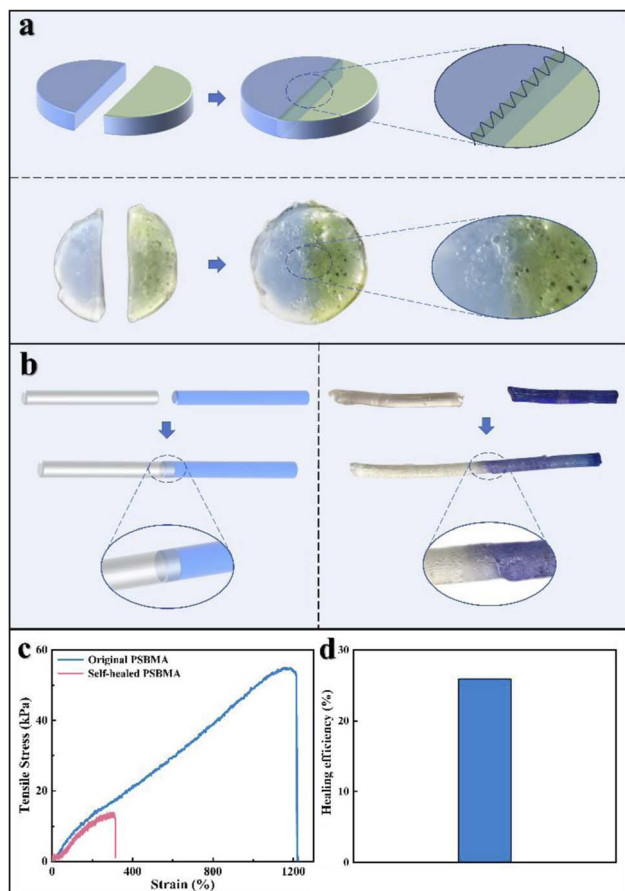 a
b
c
60
40
20
0
Tensile Stress (kPa)
Original PSBMA
Self-healed PSBMA
0
400
800
1200
Strain (%)
d
30
20
10
0
Healing efficiency (%)